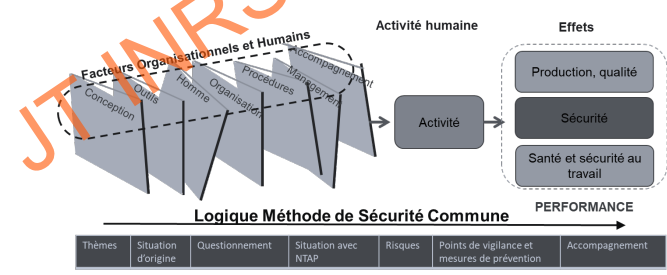 Activité humaine
Effets
Facteurs Organisationnels et Humains
Conception
Outils
Homme
Organisation
Procédures
Management
Accompagnement
Activité
Production, qualité
Sécurité
Santé et sécurité au
travail
PERFORMANCE
JT INRS
Logique Méthode de Sécurité Commune
Thèmes
Situation
d'origine
Questionnement
Situation avec
NTAP
Risques
Points de vigilance et
mesures de prévention
Accompagnement